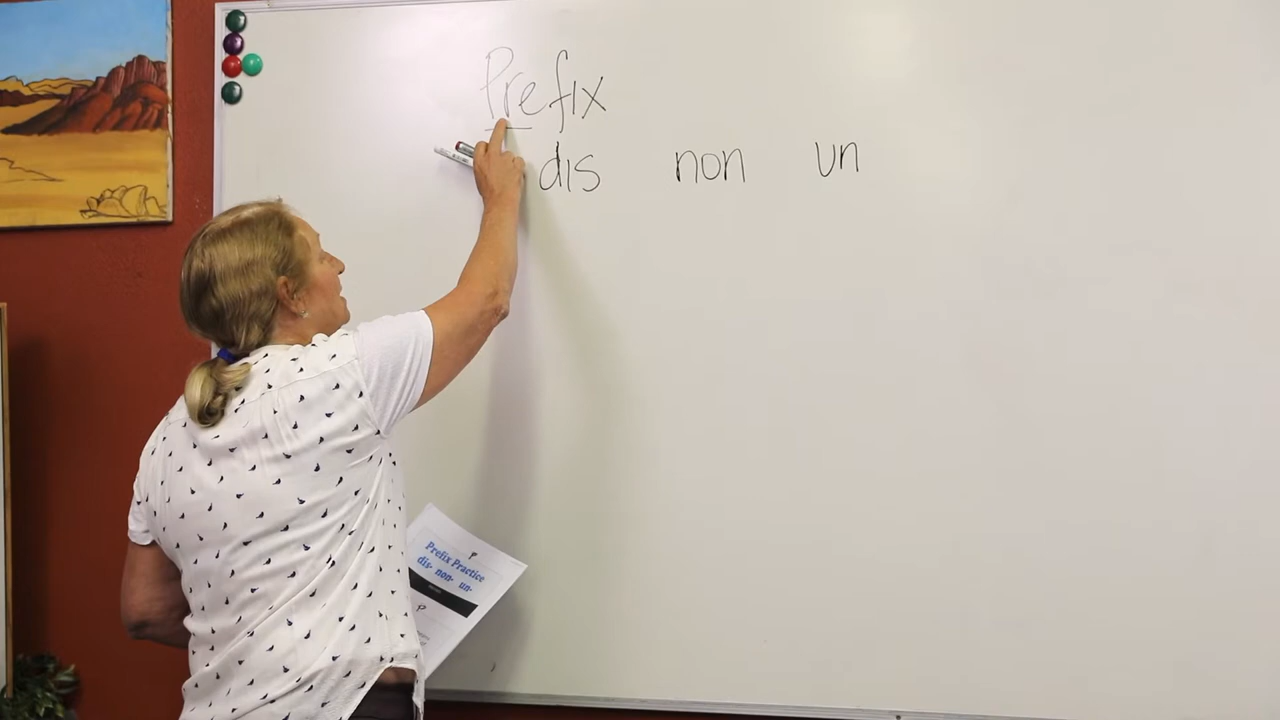 Prefix
dis non un
Prefix Practice
dis- non- un-